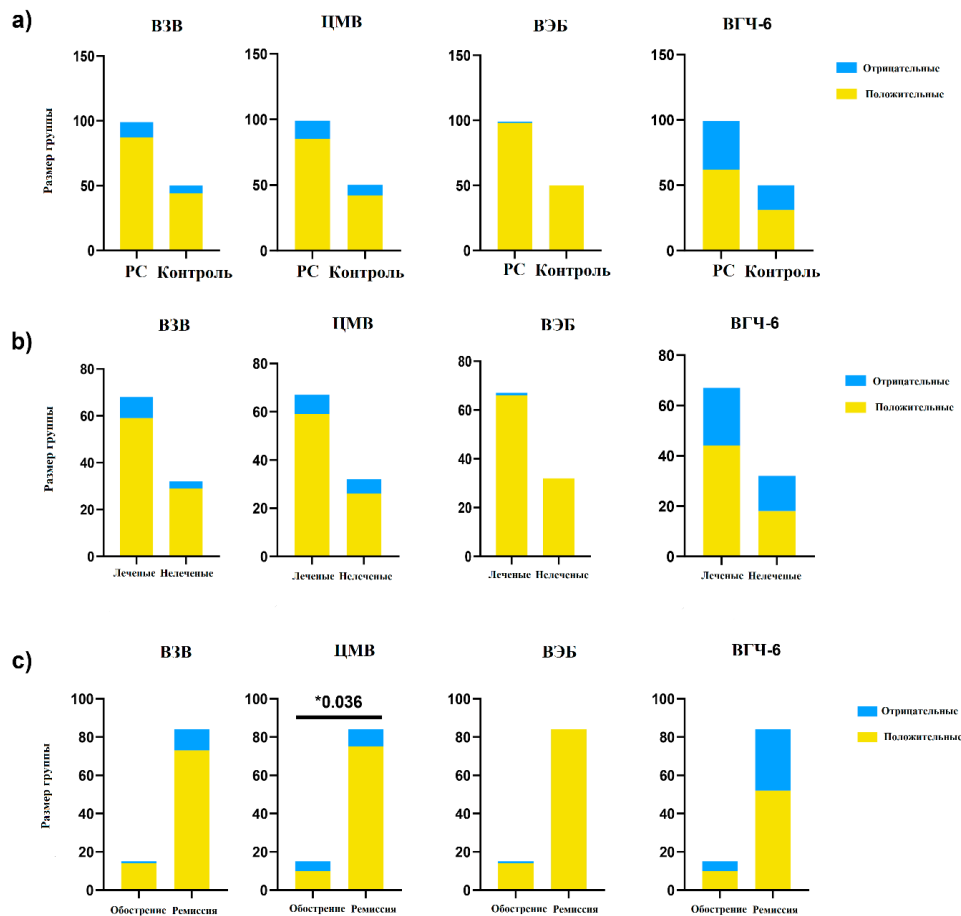 a)
ВЗВ
ЦМВ
ВЭБ
ВГЧ-6
Размер группы
150
100
50
0
РС Контроль
150
100
50
0
РС Контроль
150
100
50
0
РС Контроль
150
100
50
0
РС Контроль
Отрицательные
Положительные
b)
ВЗВ
ЦМВ
ВЭБ
ВГЧ-6
Размер группы
80
60
40
20
0
Леченые Нелеченые
80
60
40
20
0
Леченые Нелеченые
80
60
40
20
0
Леченые Нелеченые
80
60
40
20
0
Леченые Нелеченые
Отрицательные
Положительные
c)
ВЗВ
ЦМВ
ВЭБ
ВГЧ-6
Размер группы
100
80
60
40
20
0
Обострение Ремиссия
*0.036
100
80
60
40
20
0
Обострение Ремиссия
100
80
60
40
20
0
Обострение Ремиссия
100
80
60
40
20
0
Обострение Ремиссия
Отрицательные
Положительные